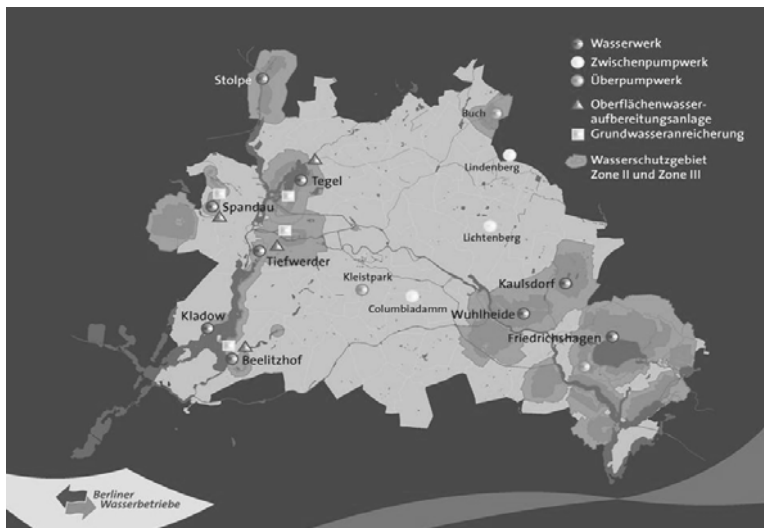 Wasserwerk
Zwischenpumpwerk
Überpumpwerk
Oberflächenwasser-
aufbereitungsanlage
Grundwasseranreicherung
Wasserschutzgebiet
Zone II und Zone III
Stolpe
Buch
Lindenberg
Tegel
Spandau
Lichtenberg
Tiefwerder
Kleistpark
Kaulsdorf
Columbiadamm
Wuhlheide
Kladow
Friedrichshagen
Beelitzhof
Berliner
Wasserbetriebe